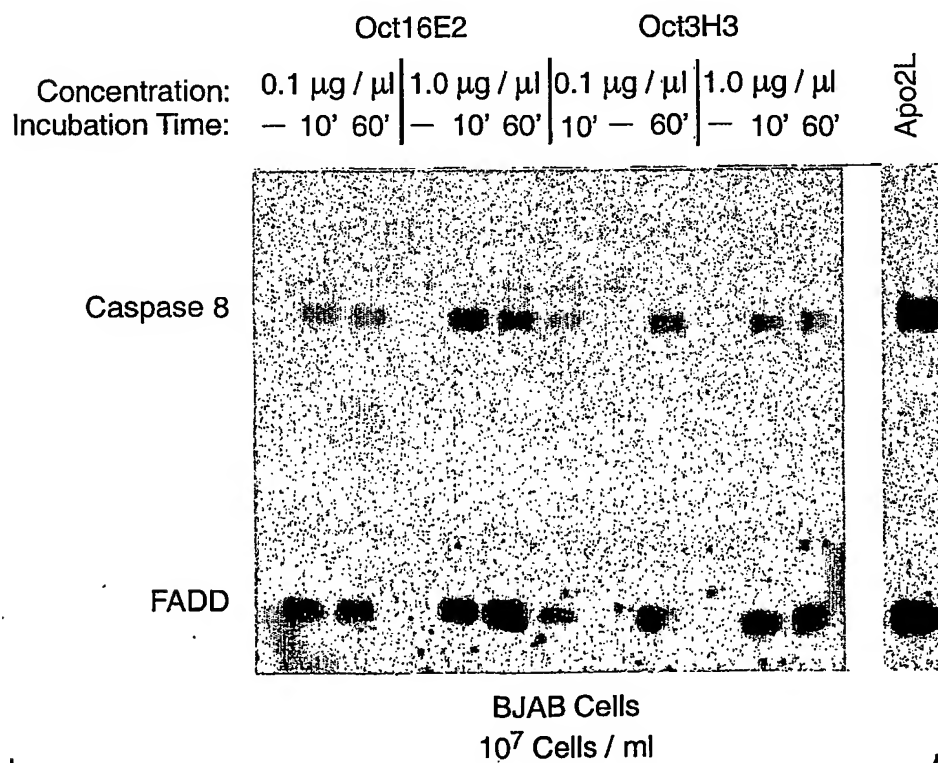 Oct16E2 Oct3H3
Apo2L
Concentration: 0.1 µg / µl 1.0 µg / µl 0.1 µg / µl 1.0 µg / µl
Incubation Time: — 10' 60' — 10' 60' 10' — 60' — 10' 60'
Caspase 8
FADD
BJAB Cells
10⁷ Cells / ml